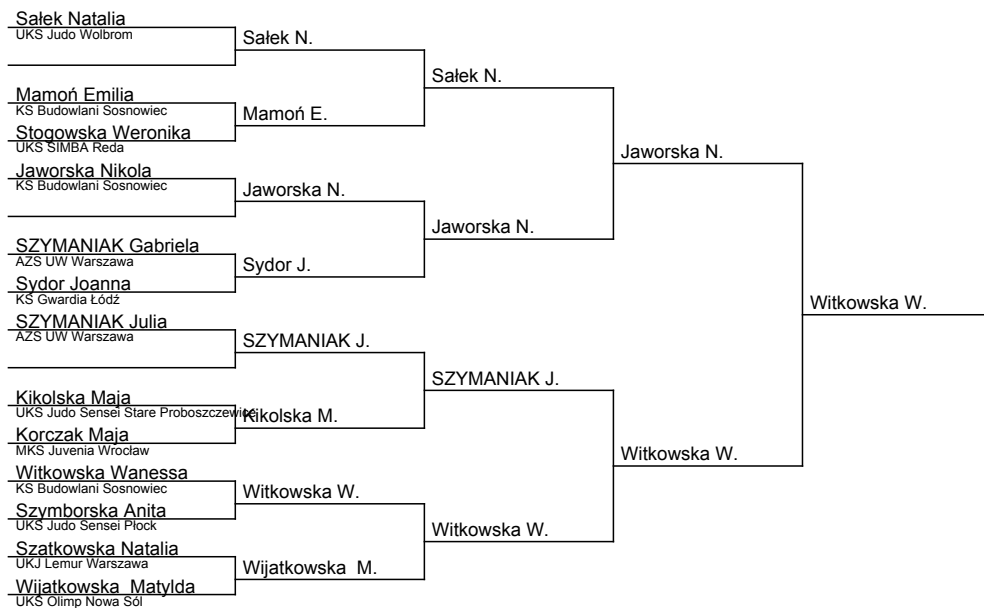 Sałek Natalia
UKS Judo Wolbrom
Mamoń Emilia
KS Budowlani Sosnowiec
Stogowska Weronika
UKS SIMBA Reda
Jaworska Nikola
KS Budowlani Sosnowiec
SZYMANIAK Gabriela
AZS UW Warszawa
Sydor Joanna
KS Gwardia Łódź
SZYMANIAK Julia
AZS UW Warszawa
Kikolska Maja
UKS Judo Sensei Stare Proboszczewice
Korczak Maja
MKS Juvenia Wrocław
Witkowska Wanessa
KS Budowlani Sosnowiec
Szymborska Anita
UKS Judo Sensei Płock
Szatkowska Natalia
UKJ Lemur Warszawa
Wijatkowska  Matylda
UKS Olimp Nowa Sól
Sałek N.
Mamoń E.
Jaworska N.
Sydor J.
SZYMANIAK J.
Kikolska M.
Witkowska W.
Wijatkowska  M.
Sałek N.
Jaworska N.
SZYMANIAK J.
Witkowska W.
Jaworska N.
Witkowska W.
Witkowska W.